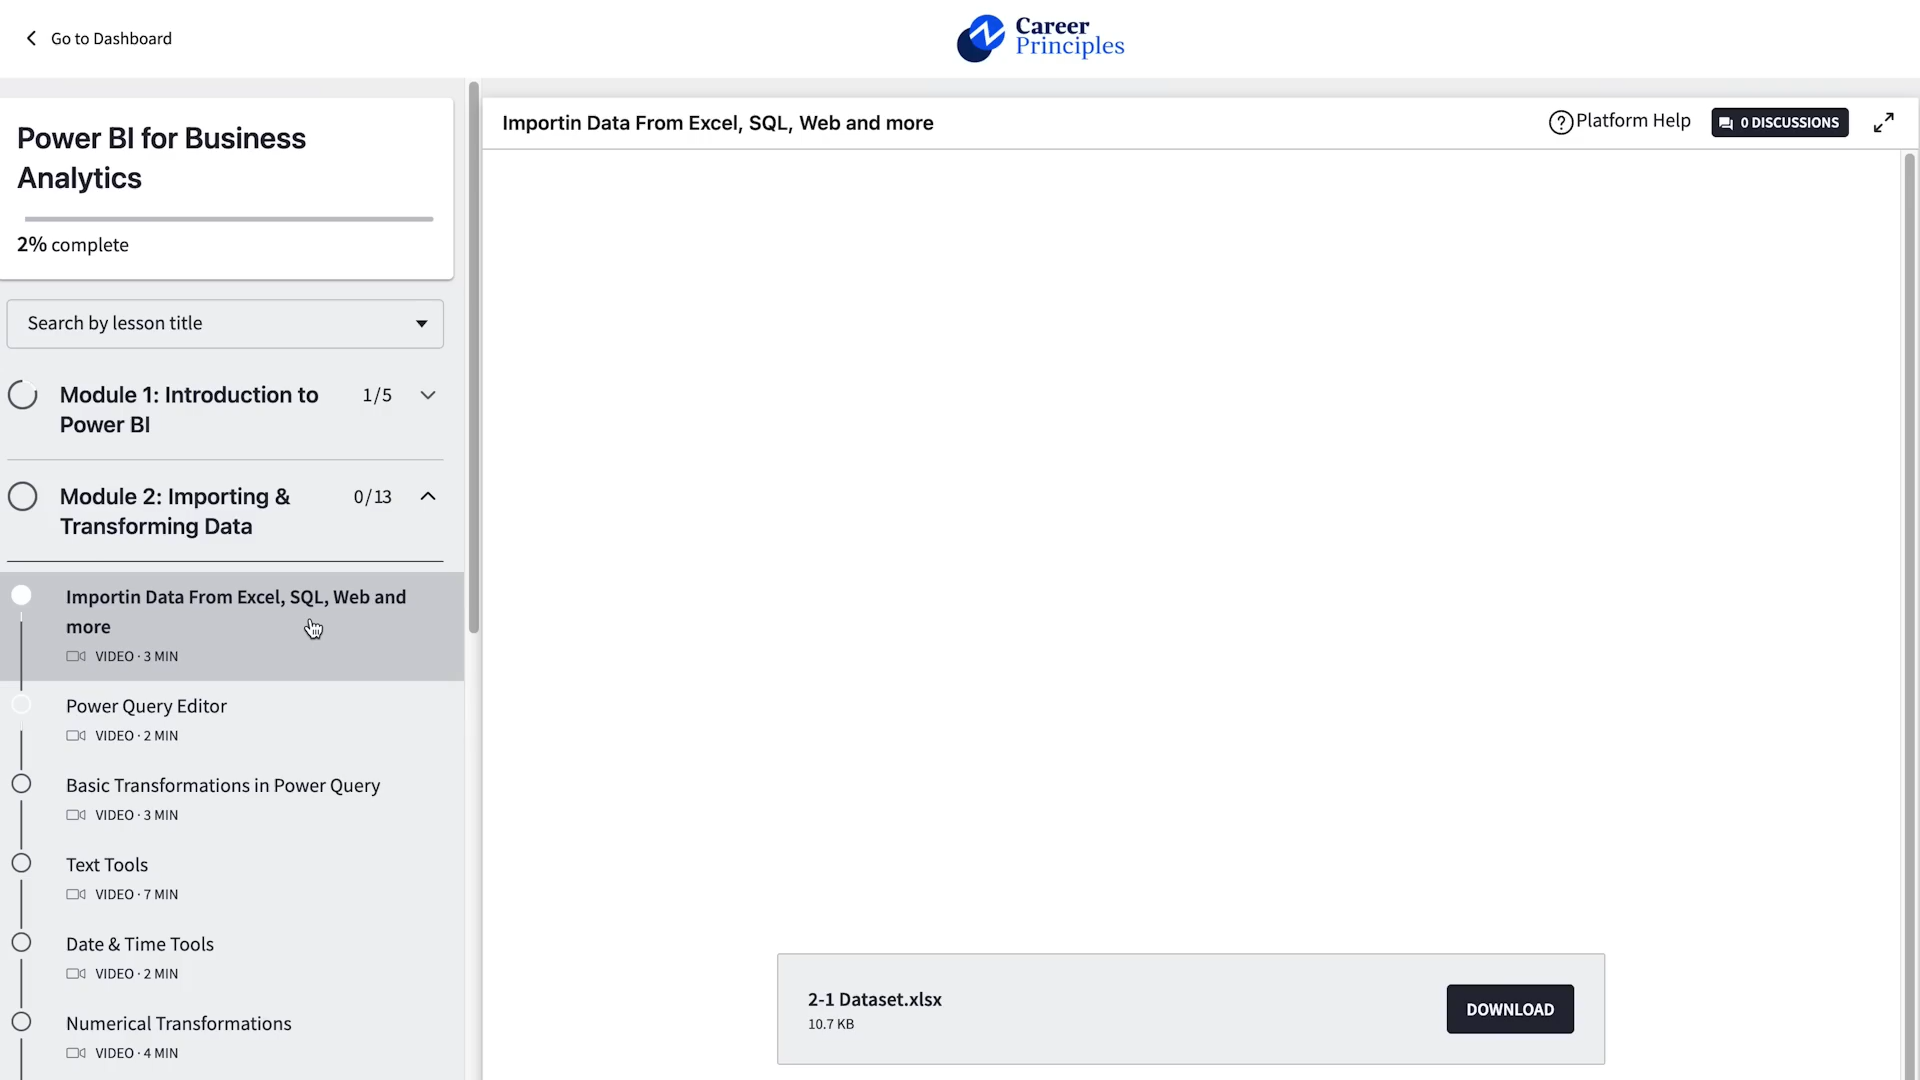 Go to Dashboard
Career
Principles
Power BI for Business
Analytics
2% complete
Search by lesson title
Module 1: Introduction to
Power BI
1/5
Module 2: Importing &
Transforming Data
0/13
Importin Data From Excel, SQL, Web and
more
VIDEO · 3 MIN
Power Query Editor
VIDEO · 2 MIN
Basic Transformations in Power Query
VIDEO · 3 MIN
Text Tools
VIDEO · 7 MIN
Date & Time Tools
VIDEO · 2 MIN
Numerical Transformations
VIDEO · 4 MIN
Importin Data From Excel, SQL, Web and more
Platform Help
0 DISCUSSIONS
2-1 Dataset.xlsx
10.7 KB
DOWNLOAD